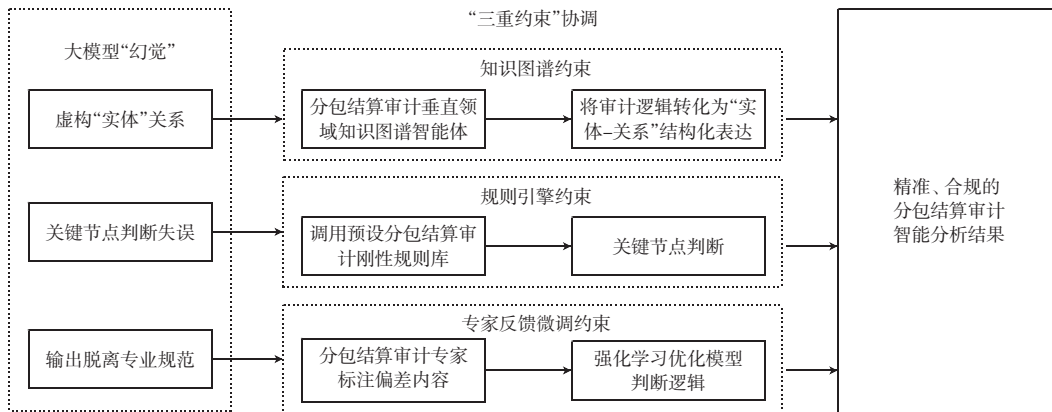 大模型“幻觉”
虚构“实体”关系
关键节点判断失误
输出脱离专业规范
“三重约束”协调
知识图谱约束
分包结算审计垂直领
域知识图谱智能体
将审计逻辑转化为“实
体–关系”结构化表达
规则引擎约束
调用预设分包结算审
计刚性规则库
关键节点判断
专家反馈微调约束
分包结算审计专家
标注偏差内容
强化学习优化模型
判断逻辑
精准、合规的
分包结算审计
智能分析结果